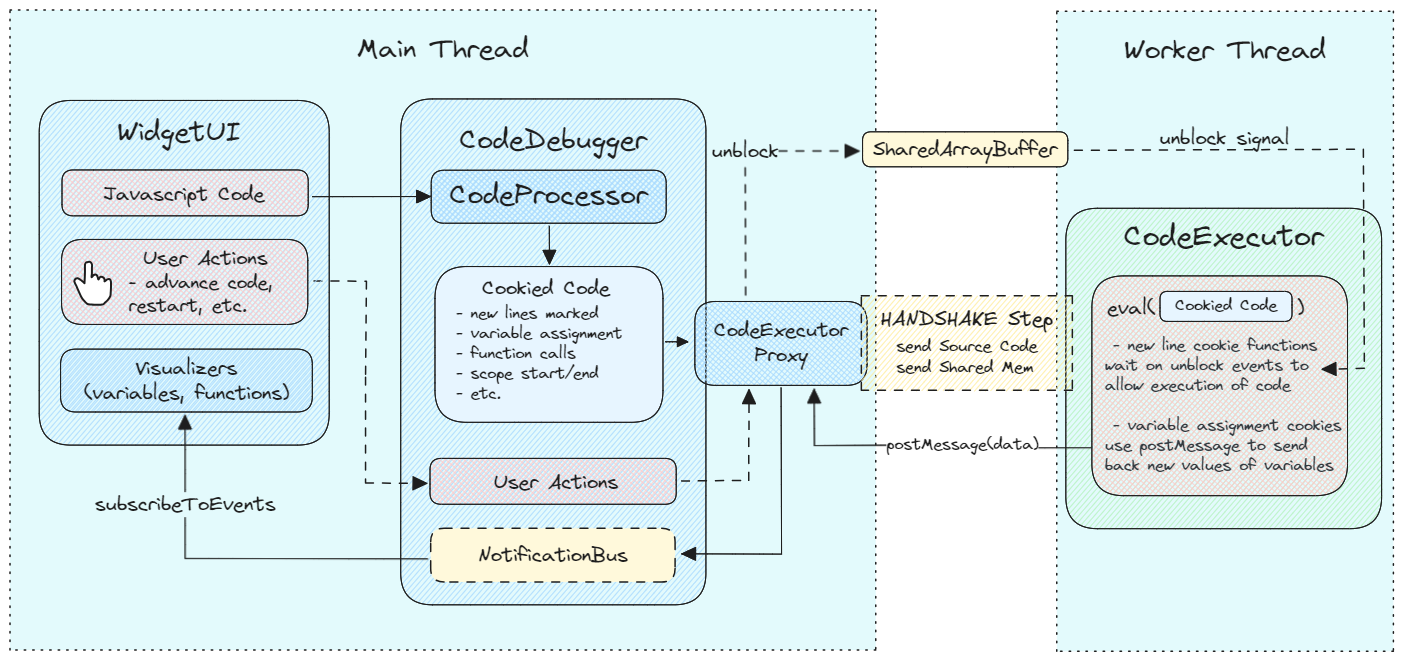 Main Thread
Worker Thread
WidgetUI
Javascript Code
User Actions
- advance code,
restart, etc.
Visualizers
(variables, functions)
subscribeToEvents
CodeDebugger
CodeProcessor
Cookied Code
- new lines marked
- variable assignment
- function calls
- scope start/end
- etc.
User Actions
NotificationBus
unblock
CodeExecutor
Proxy
SharedArrayBuffer
HANDSHAKE Step
send Source Code
send Shared Mem
postMessage(data)
unblock signal
CodeExecutor
eval( Cookied Code )
- new line cookie functions
wait on unblock events to
allow execution of code
- variable assignment cookies
use postMessage to send
back new values of variables